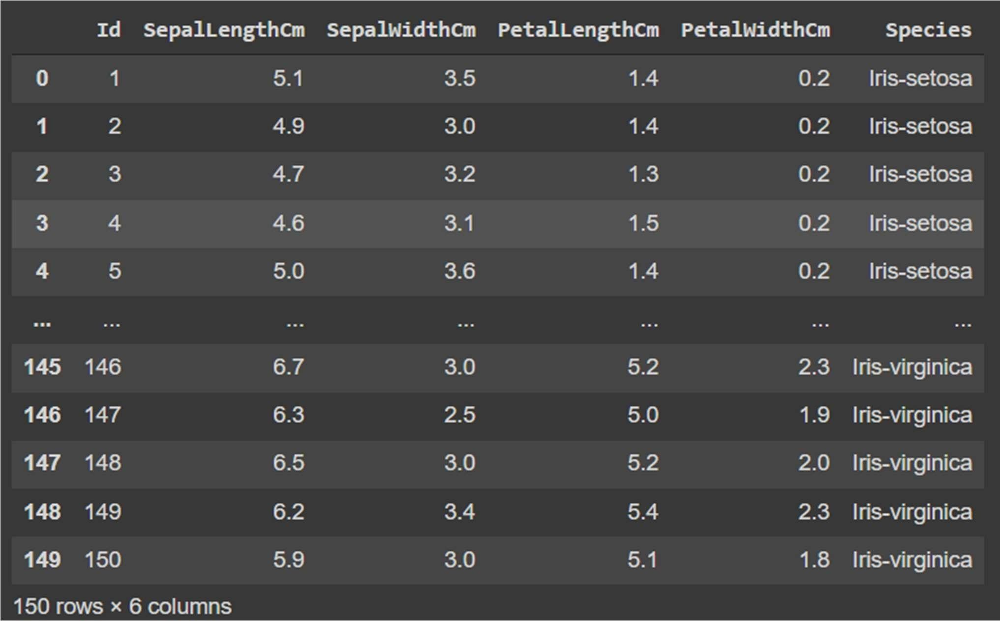 Id SepalLengthCm SepalWidthCm PetalLengthCm PetalWidthCm Species
0 1 5.1 3.5 1.4 0.2 Iris-setosa
1 2 4.9 3.0 1.4 0.2 Iris-setosa
2 3 4.7 3.2 1.3 0.2 Iris-setosa
3 4 4.6 3.1 1.5 0.2 Iris-setosa
4 5 5.0 3.6 1.4 0.2 Iris-setosa
... ... ... ... ... ... ...
145 146 6.7 3.0 5.2 2.3 Iris-virginica
146 147 6.3 2.5 5.0 1.9 Iris-virginica
147 148 6.5 3.0 5.2 2.0 Iris-virginica
148 149 6.2 3.4 5.4 2.3 Iris-virginica
149 150 5.9 3.0 5.1 1.8 Iris-virginica
150 rows × 6 columns